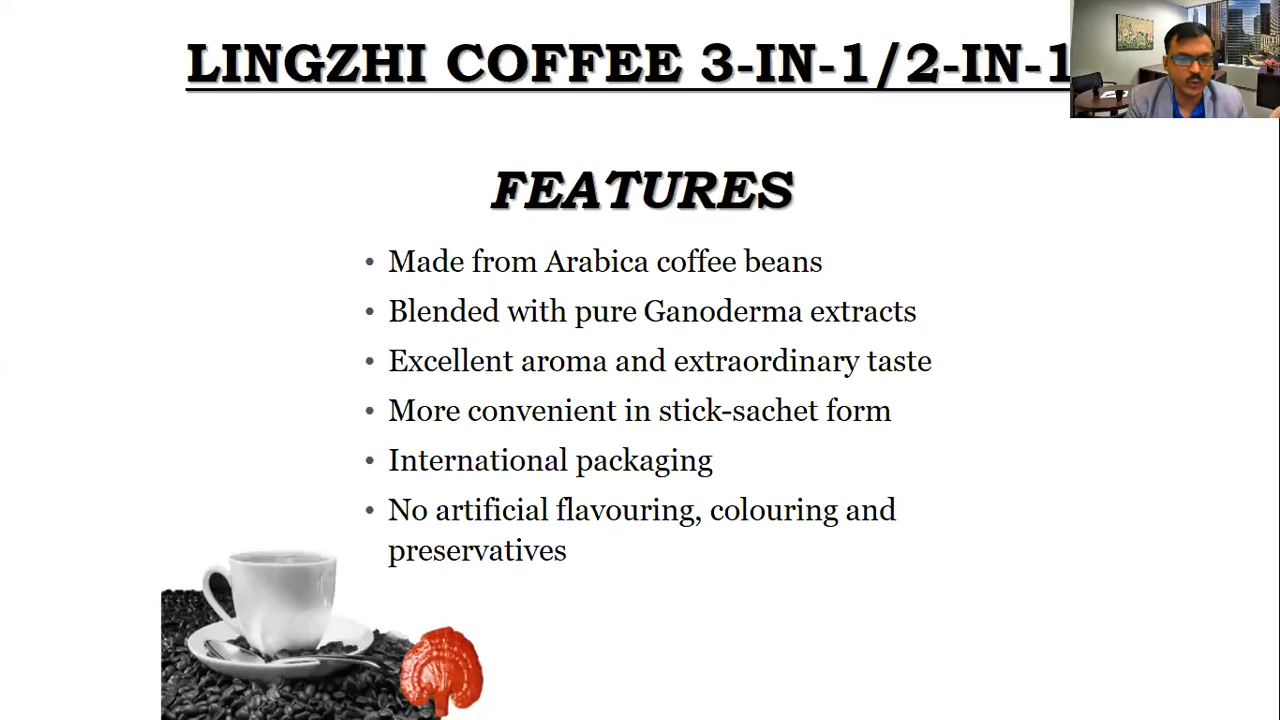 LINGZHI COFFEE 3-IN-1/2-IN-1
FEATURES
• Made from Arabica coffee beans
• Blended with pure Ganoderma extracts
• Excellent aroma and extraordinary taste
• More convenient in stick-sachet form
• International packaging
• No artificial flavouring, colouring and
preservatives